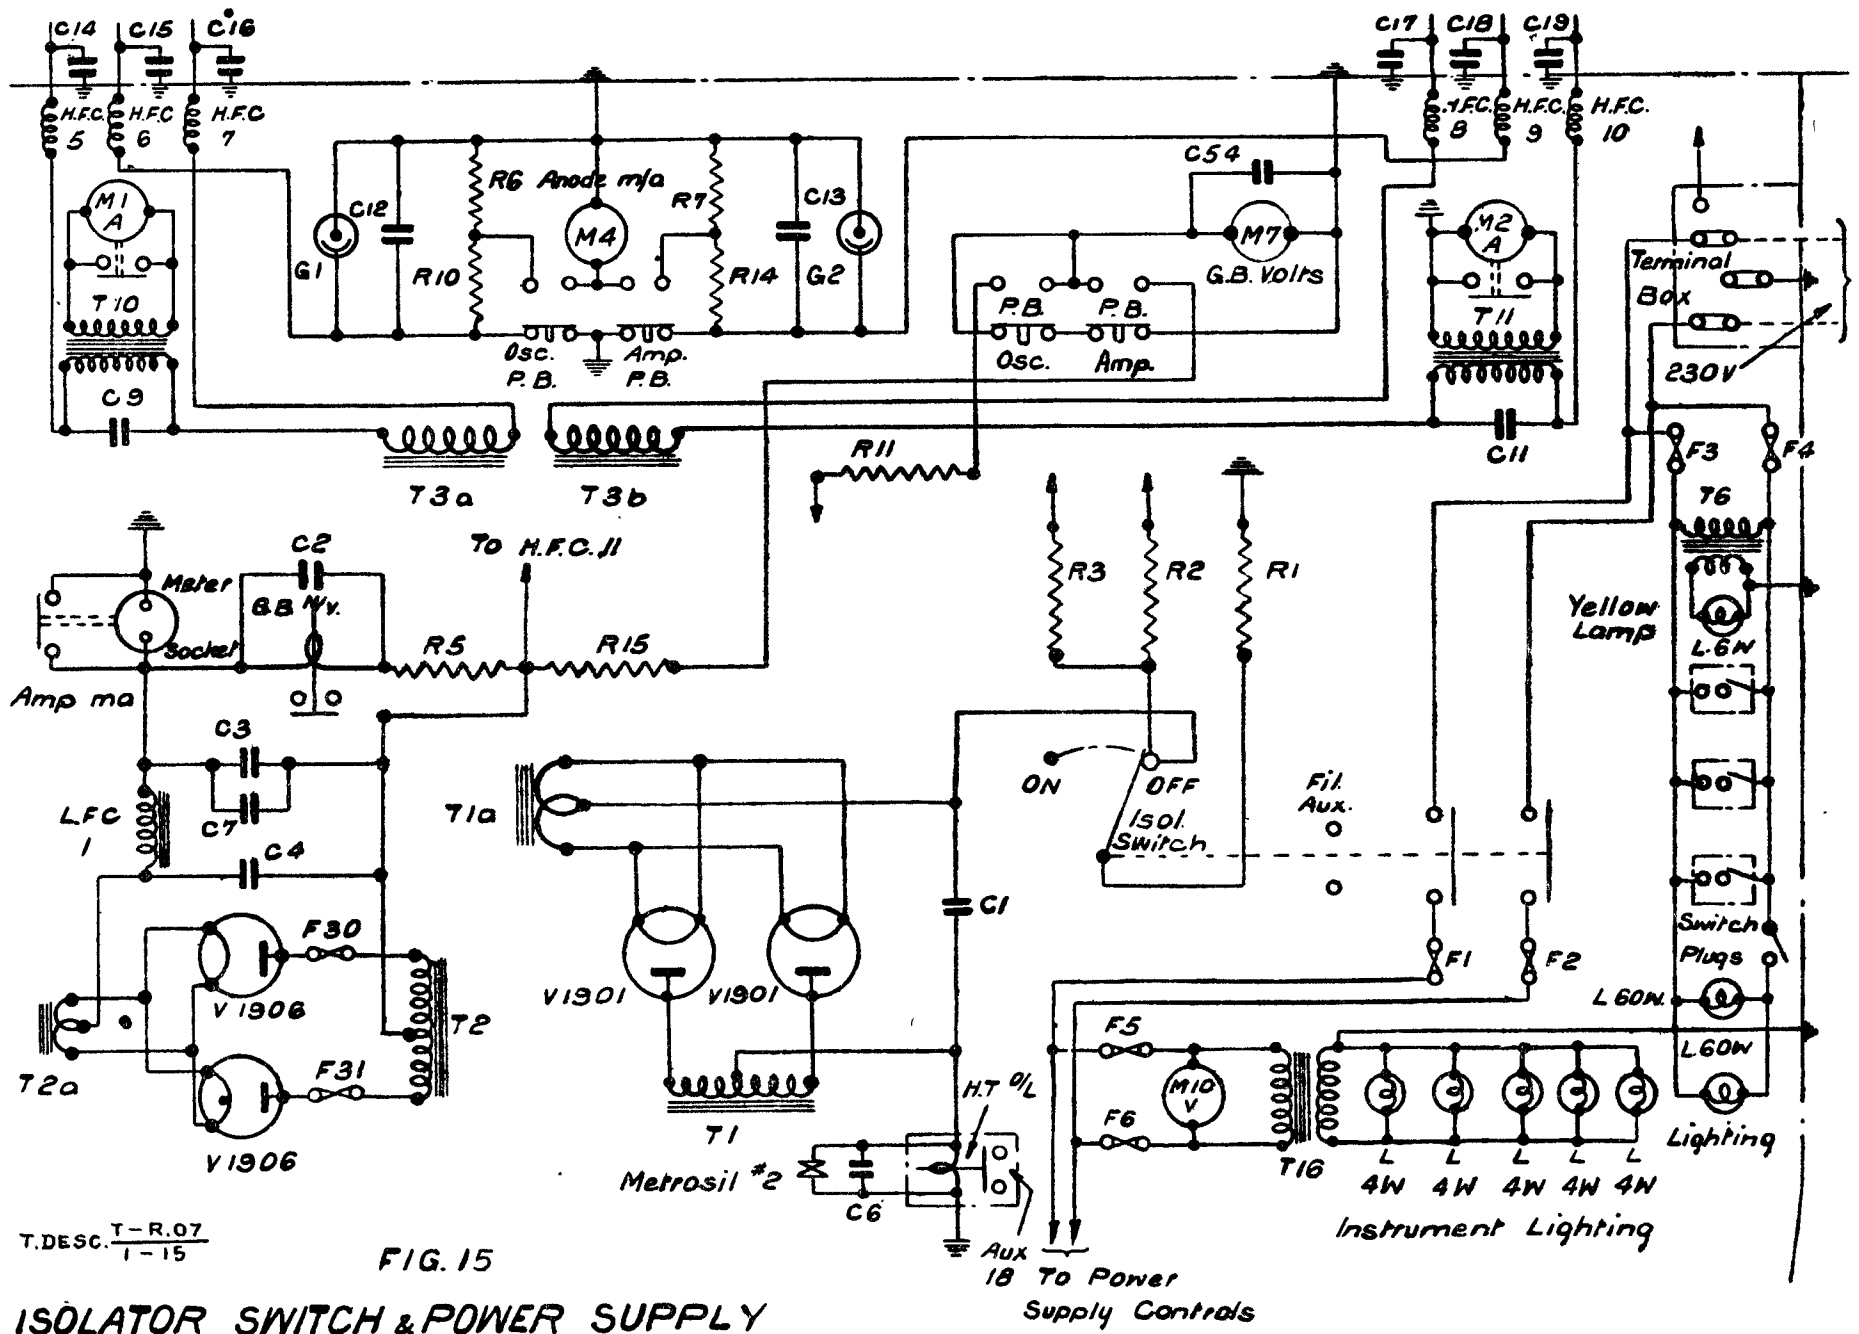 C14
C15
C16
C17
C18
C19
H.F.C.
5
H.F.C
6
H.F.C
7
H.F.C.
8
H.F.C.
9
H.F.C.
10
M1
A
T10
C9
G1
C12
R6 Anode m/a
R10
M4
R7
R14
C13
G2
Osc.
P.B.
Amp.
P.B.
C54
M7
G.B. Volts
P.B.
P.B.
Osc.
Amp.
M2
A
T11
C11
Terminal
Box
230V
F3
F4
T6
T3a
T3b
R11
To H.F.C. 11
C2
Meter
Socket
R5
R15
Amp ma
R3
R2
R1
Yellow
Lamp
L.6W
C3
C7
LFC
1
C4
T1a
ON
OFF
Isol.
Switch
Fil.
Aux.
C1
F30
V1906
T2
T2a
F31
V1906
V1901
V1901
T1
F1
F2
Switch
Plugs
L60W.
L60W
Lighting
F5
F6
M10
V
T16
L
4W
L
4W
L
4W
L
4W
L
4W
Instrument Lighting
H.T O/L
Metrosil #2
C6
Aux
18
To Power
Supply Controls
T.DESC. T-R.07
1-15
FIG. 15
ISOLATOR SWITCH & POWER SUPPLY